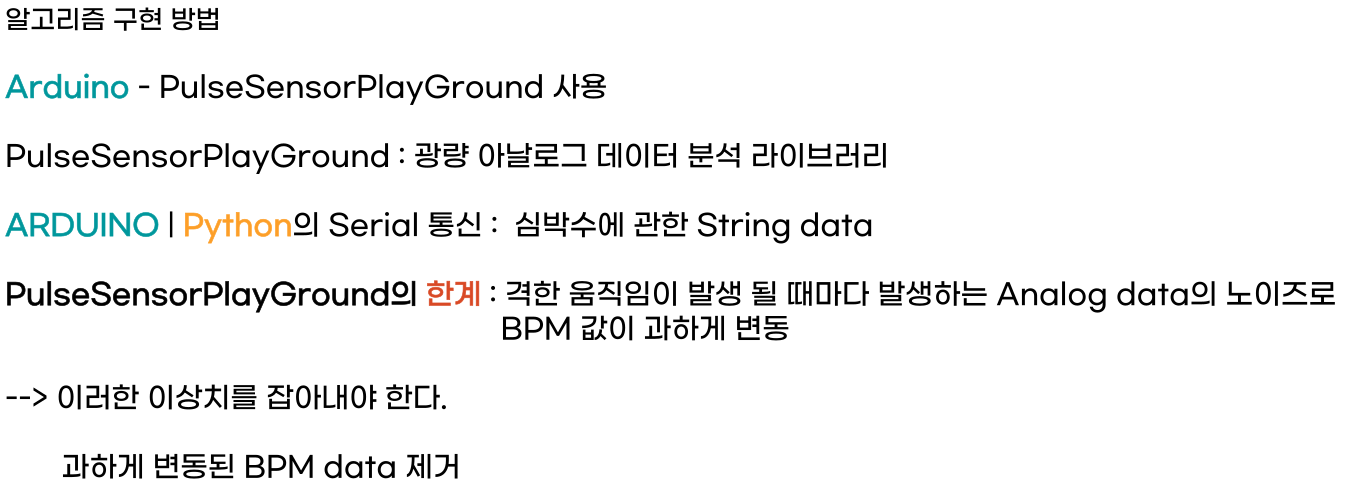 알고리즘 구현 방법
Arduino - PulseSensorPlayGround 사용
PulseSensorPlayGround : 광량 아날로그 데이터 분석 라이브러리
ARDUINO | Python의 Serial 통신 : 심박수에 관한 String data
PulseSensorPlayGround의 한계 : 격한 움직임이 발생 될 때마다 발생하는 Analog data의 노이즈로
BPM 값이 과하게 변동
--> 이러한 이상치를 잡아내야 한다.
과하게 변동된 BPM data 제거